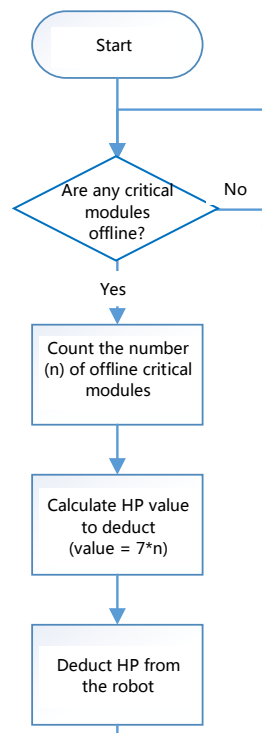 Start
Are any critical
modules
offline?
No
Yes
Count the number
(n) of offline critical
modules
Calculate HP value
to deduct
(value = 7*n)
Deduct HP from
the robot